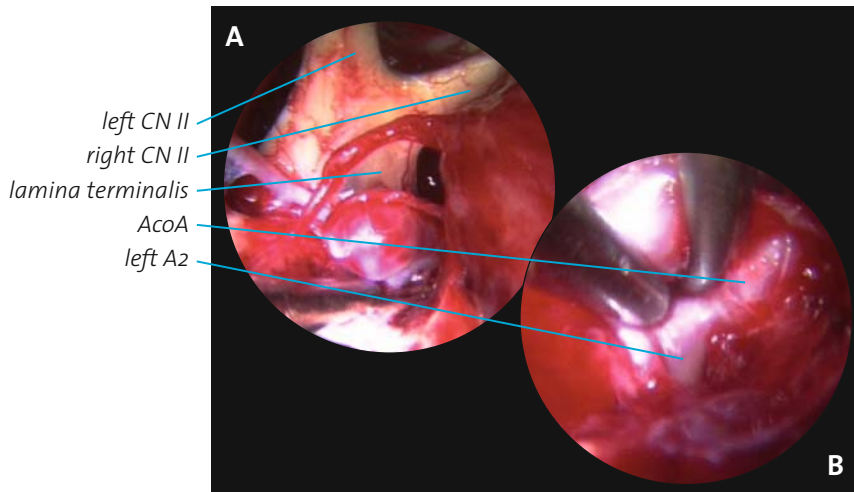 A
left CN II
right CN II
lamina terminalis
AcoA
left A2
B